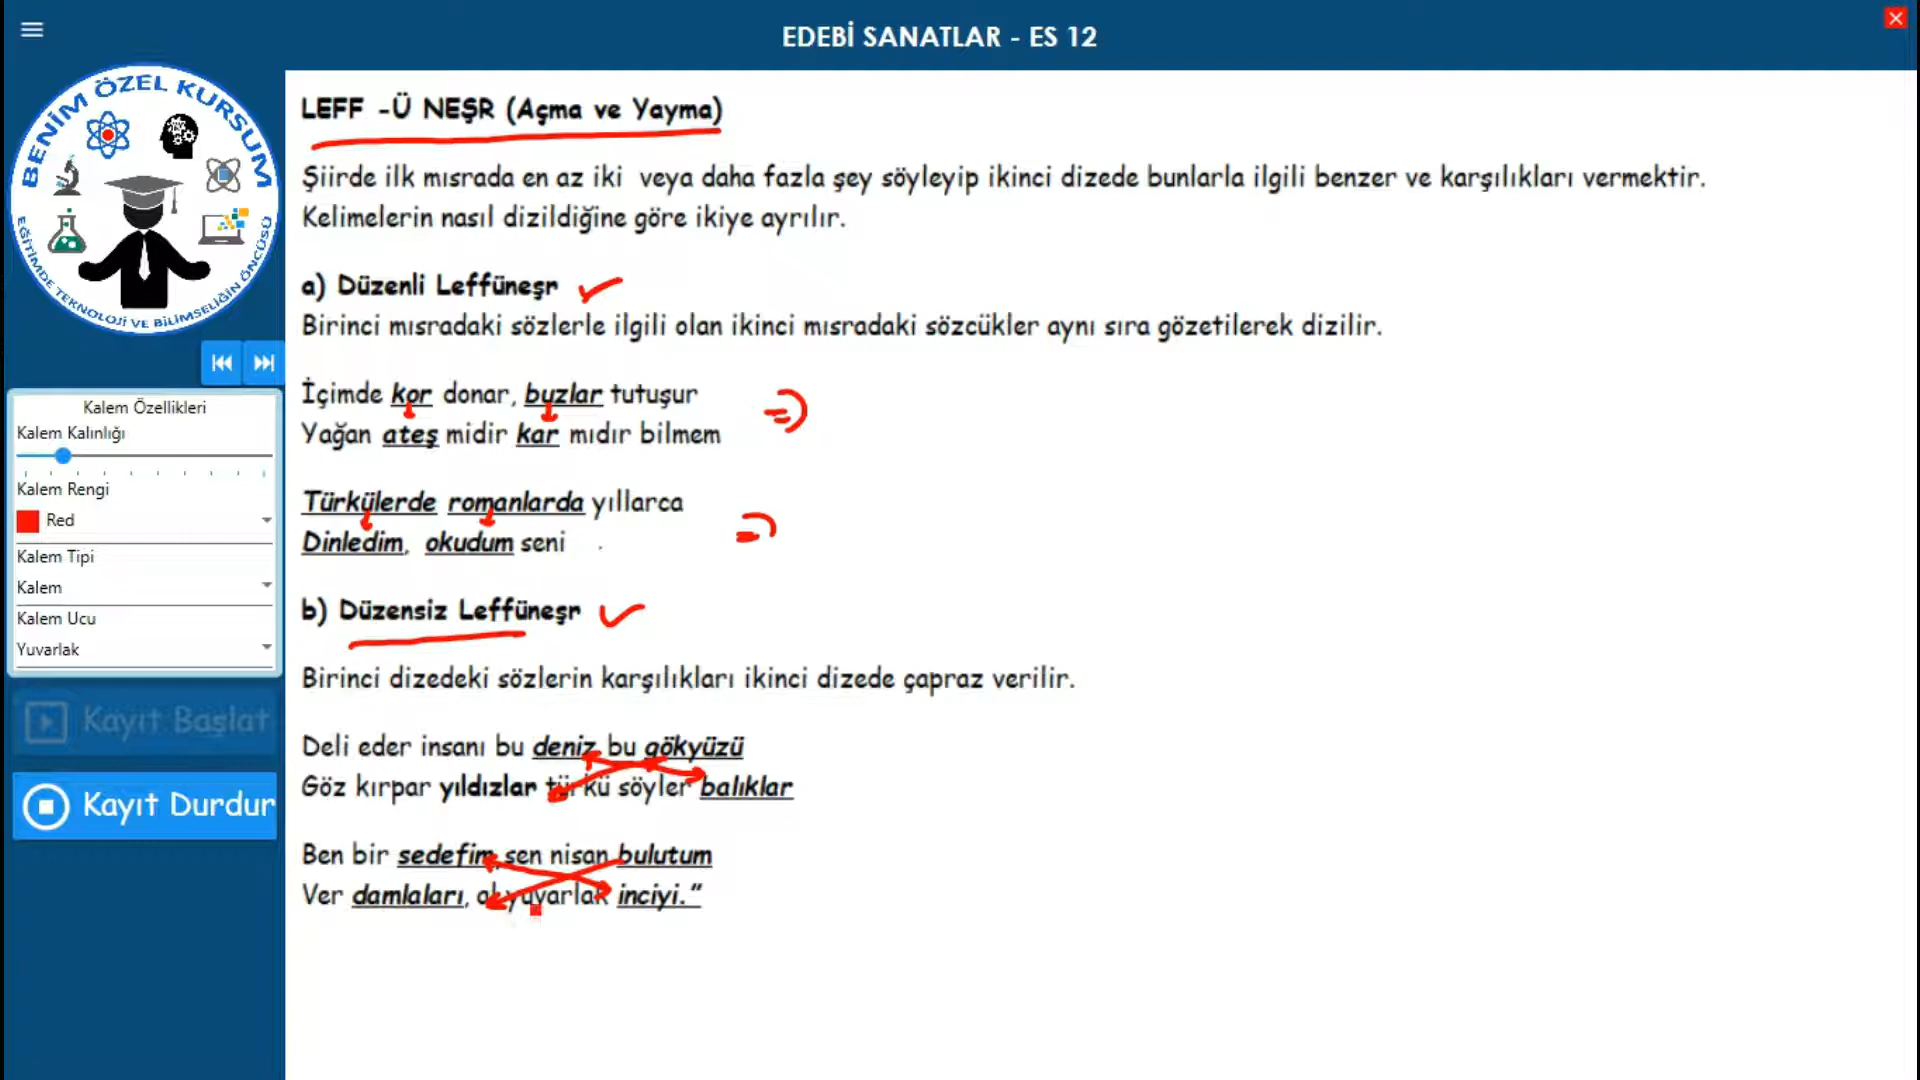 EDEBİ SANATLAR - ES 12
BENİM ÖZEL KURSUM
EĞİTİMDE TEKNOLOJİ VE BİLİMSELİĞİN ÖNCÜSÜ
Kalem Özellikleri
Kalem Kalınlığı
Kalem Rengi
Red
Kalem Tipi
Kalem
Kalem Ucu
Yuvarlak
Kayıt Başlat
Kayıt Durdur
LEFF -Ü NEŞR (Açma ve Yayma)
Şiirde ilk mısrada en az iki veya daha fazla şey söyleyip ikinci dizede bunlarla ilgili benzer ve karşılıkları vermektir.
Kelimelerin nasıl dizildiğine göre ikiye ayrılır.
a) Düzenli Leffüneşr
Birinci mısradaki sözlerle ilgili olan ikinci mısradaki sözcükler aynı sıra gözetilerek dizilir.
İçimde kor donar, buzlar tutuşur
Yağan ateş midir kar mıdır bilmem
Türkülerde romanlarda yıllarca
Dinledim, okudum seni .
b) Düzensiz Leffüneşr
Birinci dizedeki sözlerin karşılıkları ikinci dizede çapraz verilir.
Deli eder insanı bu deniz bu gökyüzü
Göz kırpar yıldızlar türkü söyler balıklar
Ben bir sedefim, sen nisan bulutum
Ver damlaları, al yuvarlak inciyi.”